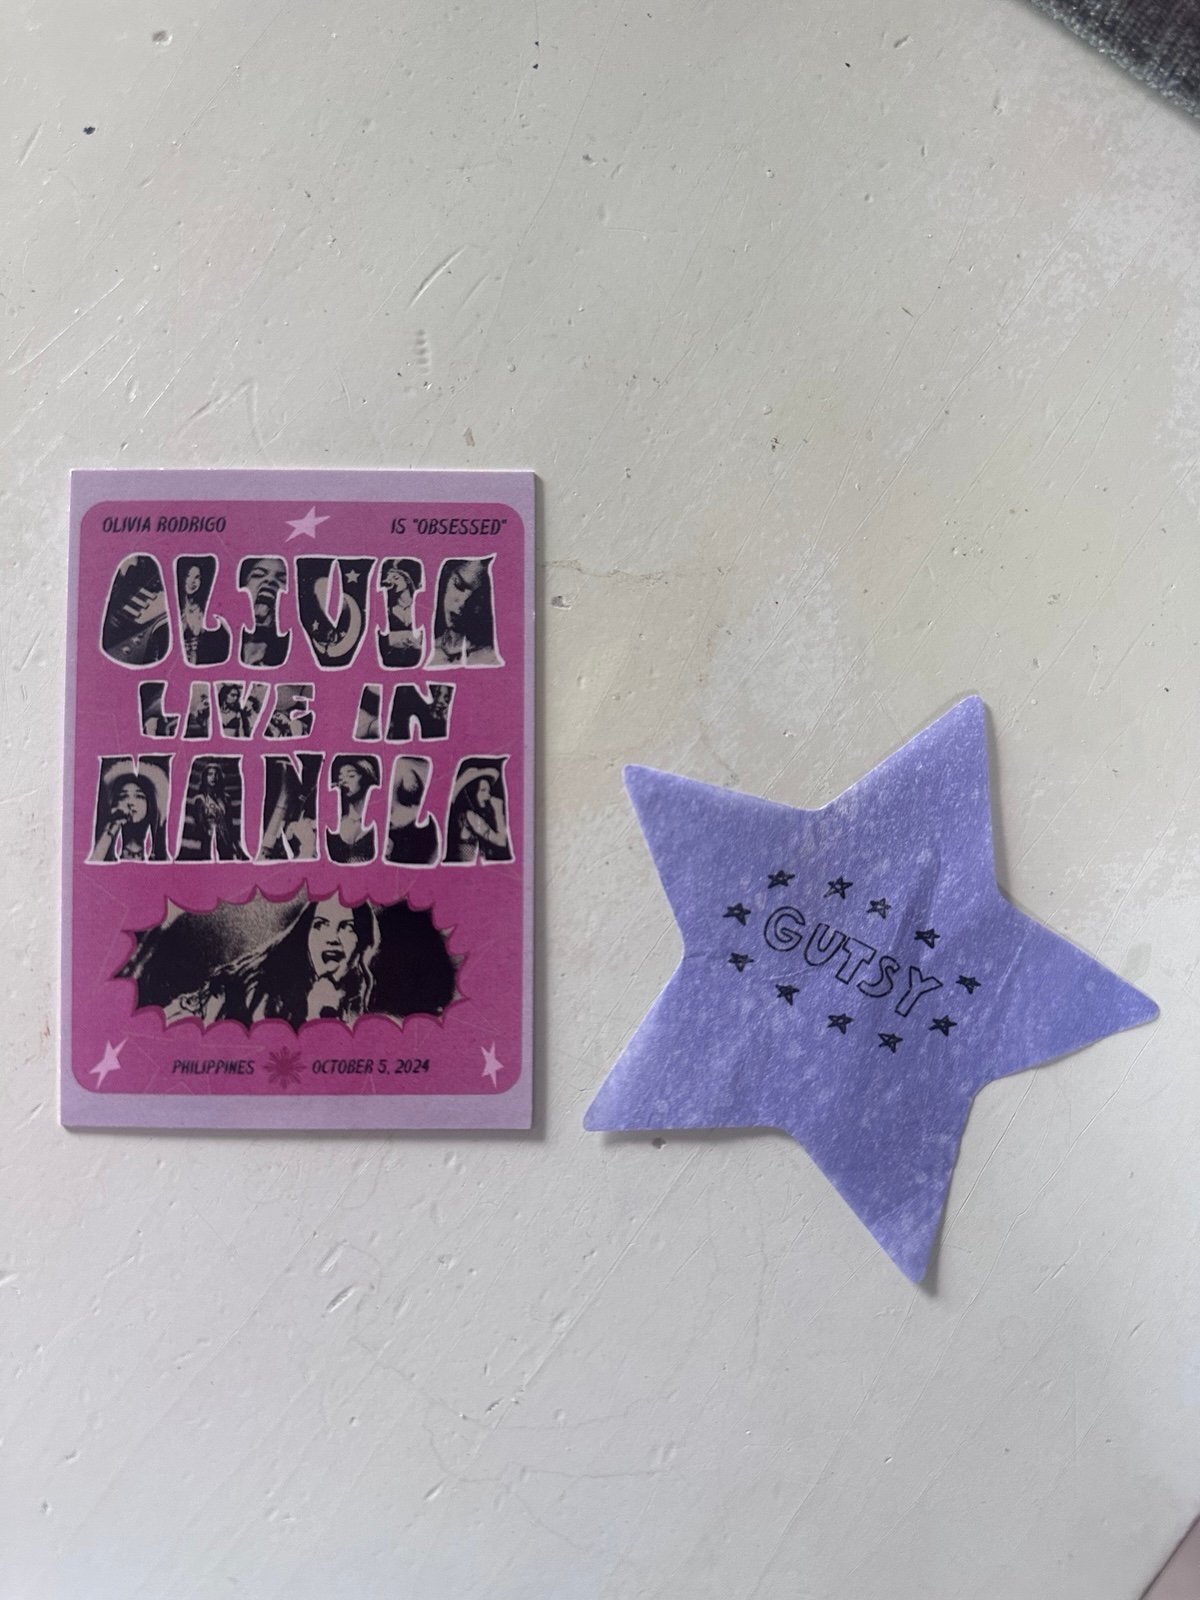 OLIVIA RODRIGO IS "OBSESSED"
OLIVIA
LIVE IN
MANILA
PHILIPPINES OCTOBER 5, 2024
GUTSY